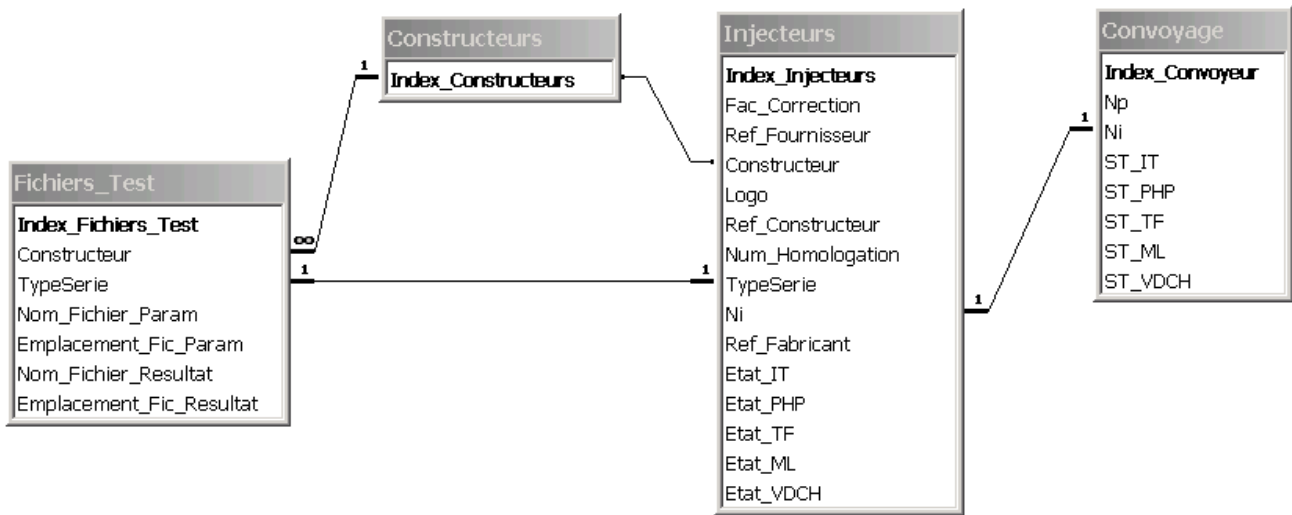 Constructeurs
Index_Constructeurs
1
Fichiers_Test
Index_Fichiers_Test
Constructeur
TypeSerie
Nom_Fichier_Param
Emplacement_Fic_Param
Nom_Fichier_Resultat
Emplacement_Fic_Resultat
∞
1
1
Injecteurs
Index_Injecteurs
Fac_Correction
Ref_Fournisseur
Constructeur
Logo
Ref_Constructeur
Num_Homologation
TypeSerie
Ni
Ref_Fabricant
Etat_IT
Etat_PHP
Etat_TF
Etat_ML
Etat_VDCH
1
1
Convoyage
Index_Convoyeur
Np
Ni
ST_IT
ST_PHP
ST_TF
ST_ML
ST_VDCH